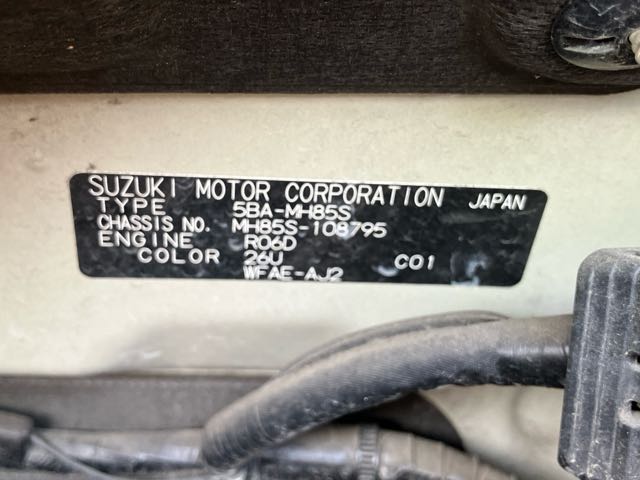 SUZUKI MOTOR CORPORATION JAPAN
TYPE 5BA-MH85S
CHASSIS NO. MH85S-108795
ENGINE R06D
COLOR 26U C01
WFAE-AJ2